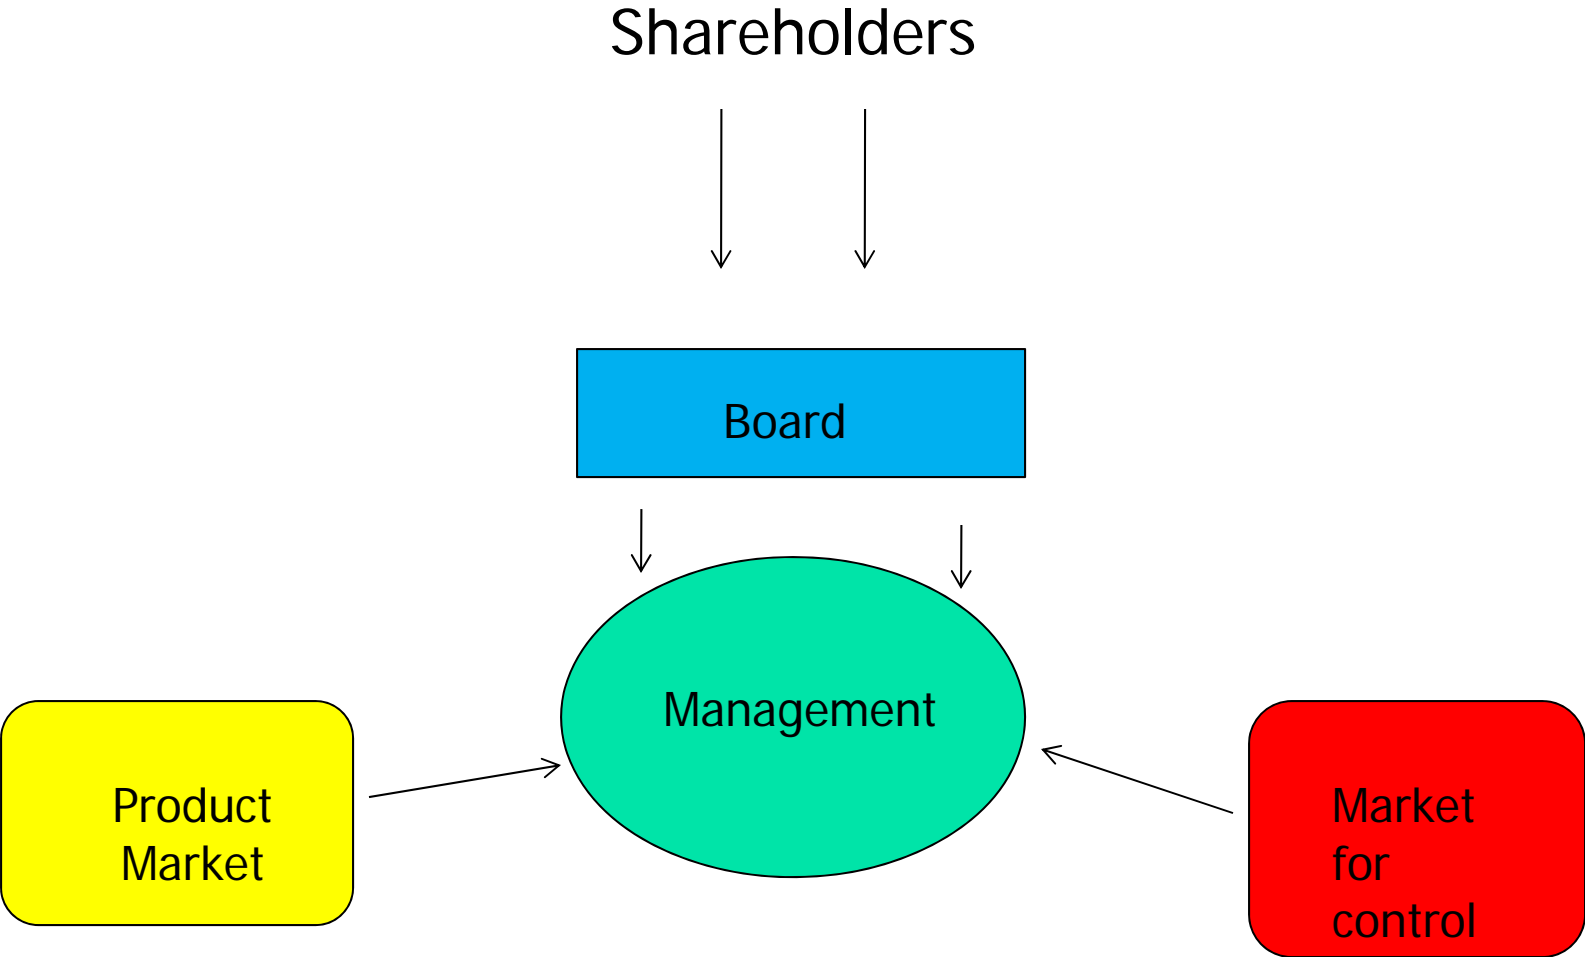 Shareholders
Board
Management
Product
Market
Market
for
control